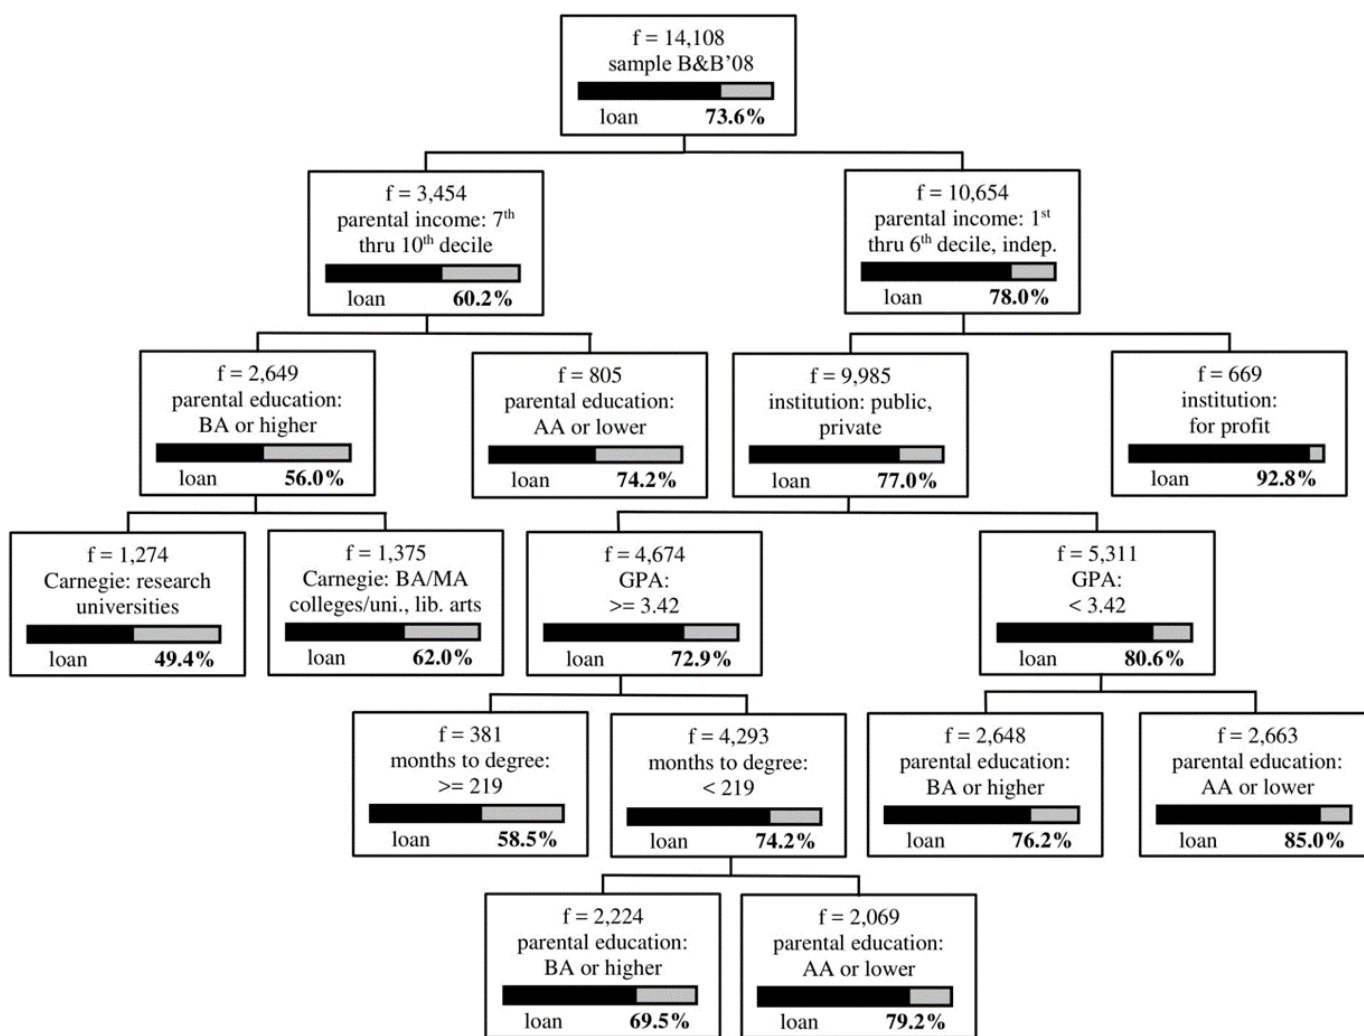 f = 14,108
sample B&B’08
loan 73.6%
f = 3,454
parental income: 7th
thru 10th decile
loan 60.2%
f = 10,654
parental income: 1st
thru 6th decile, indep.
loan 78.0%
f = 2,649
parental education:
BA or higher
loan 56.0%
f = 805
parental education:
AA or lower
loan 74.2%
f = 9,985
institution: public,
private
loan 77.0%
f = 669
institution:
for profit
loan 92.8%
f = 1,274
Carnegie: research
universities
loan 49.4%
f = 1,375
Carnegie: BA/MA
colleges/uni., lib. arts
loan 62.0%
f = 4,674
GPA:
>= 3.42
loan 72.9%
f = 5,311
GPA:
< 3.42
loan 80.6%
f = 381
months to degree:
>= 219
loan 58.5%
f = 4,293
months to degree:
< 219
loan 74.2%
f = 2,648
parental education:
BA or higher
loan 76.2%
f = 2,663
parental education:
AA or lower
loan 85.0%
f = 2,224
parental education:
BA or higher
loan 69.5%
f = 2,069
parental education:
AA or lower
loan 79.2%